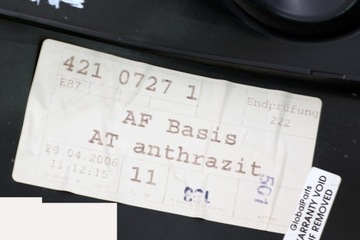 421 0727 1
E87
Endprüfung
222
AF Basis
AT anthrazit
29.04.2006
11:12:15
11
501
GlobalParts
WARRANTY VOID
IF REMOVED